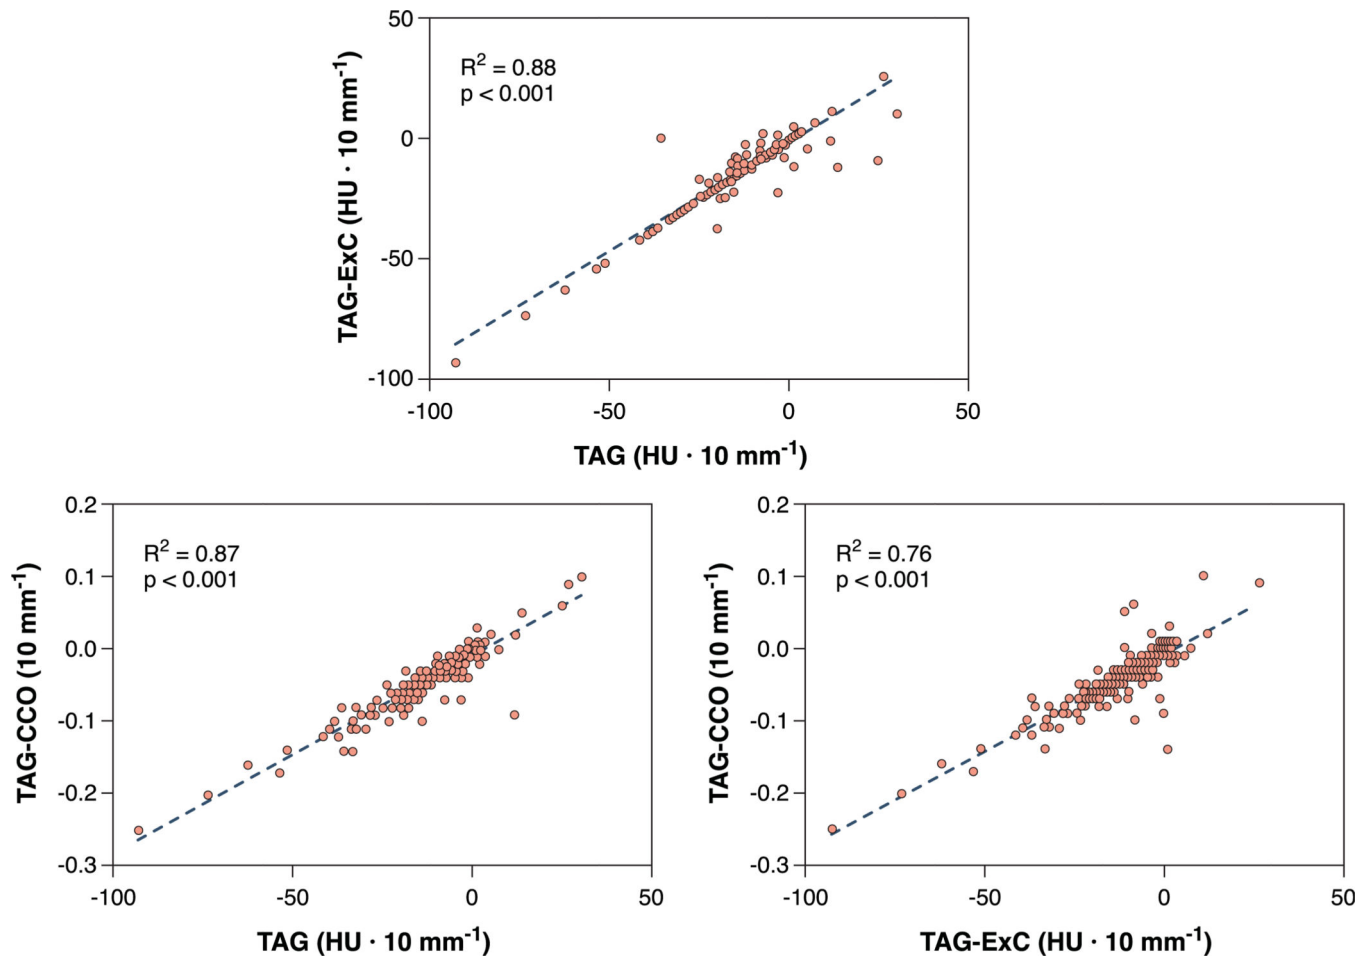 50
0
-50
-100
TAG-ExC (HU · 10 mm⁻¹)
R² = 0.88
p < 0.001
-100 -50 0 50
TAG (HU · 10 mm⁻¹)
0.2
0.1
0.0
-0.1
-0.2
-0.3
TAG-CCO (10 mm⁻¹)
R² = 0.87
p < 0.001
-100 -50 0 50
TAG (HU · 10 mm⁻¹)
0.2
0.1
0.0
-0.1
-0.2
-0.3
TAG-CCO (10 mm⁻¹)
R² = 0.76
p < 0.001
-100 -50 0 50
TAG-ExC (HU · 10 mm⁻¹)